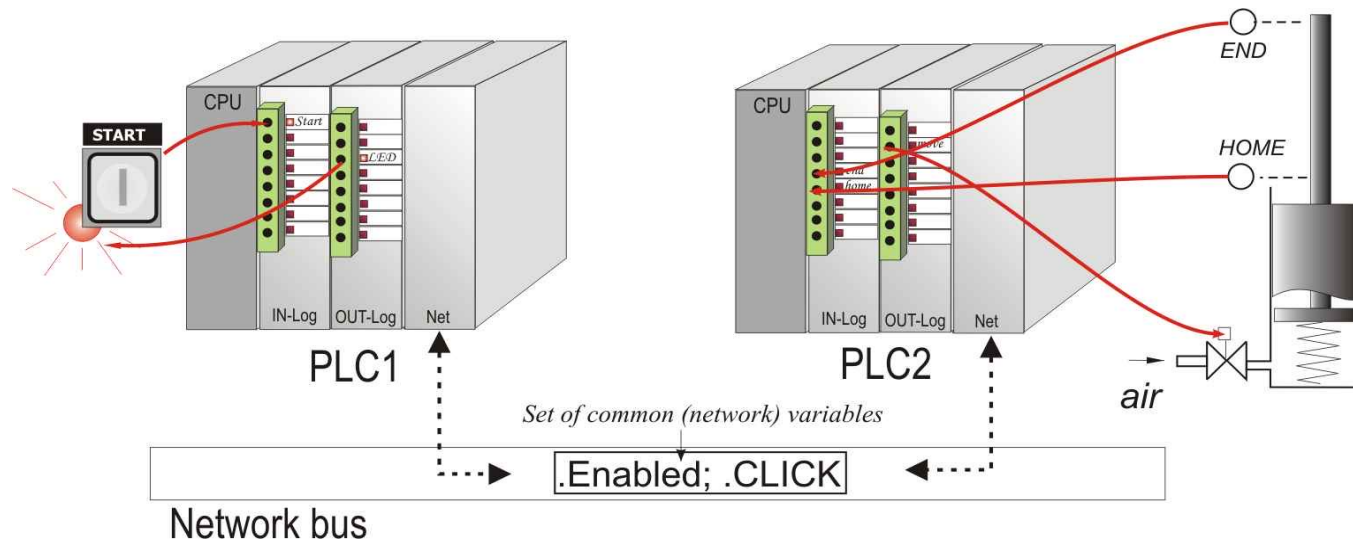 START
CPU
Start
LED
IN-Log
OUT-Log
Net
PLC1
CPU
move
end
home
IN-Log
OUT-Log
Net
PLC2
END
HOME
air
Set of common (network) variables
.Enabled; .CLICK
Network bus